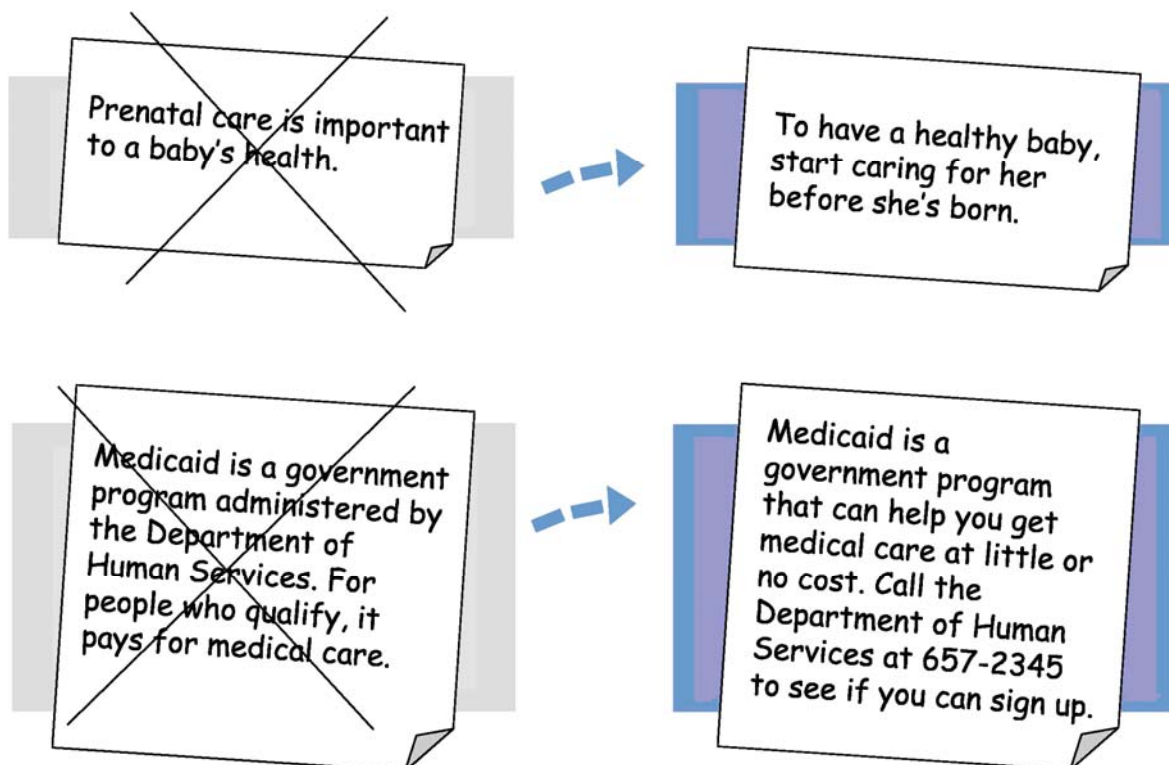 Prenatal care is important
to a baby's health.
To have a healthy baby,
start caring for her
before she's born.
Medicaid is a government
program administered by
the Department of
Human Services. For
people who qualify, it
pays for medical care.
Medicaid is a
government program
that can help you get
medical care at little or
no cost. Call the
Department of Human
Services at 657-2345
to see if you can sign up.